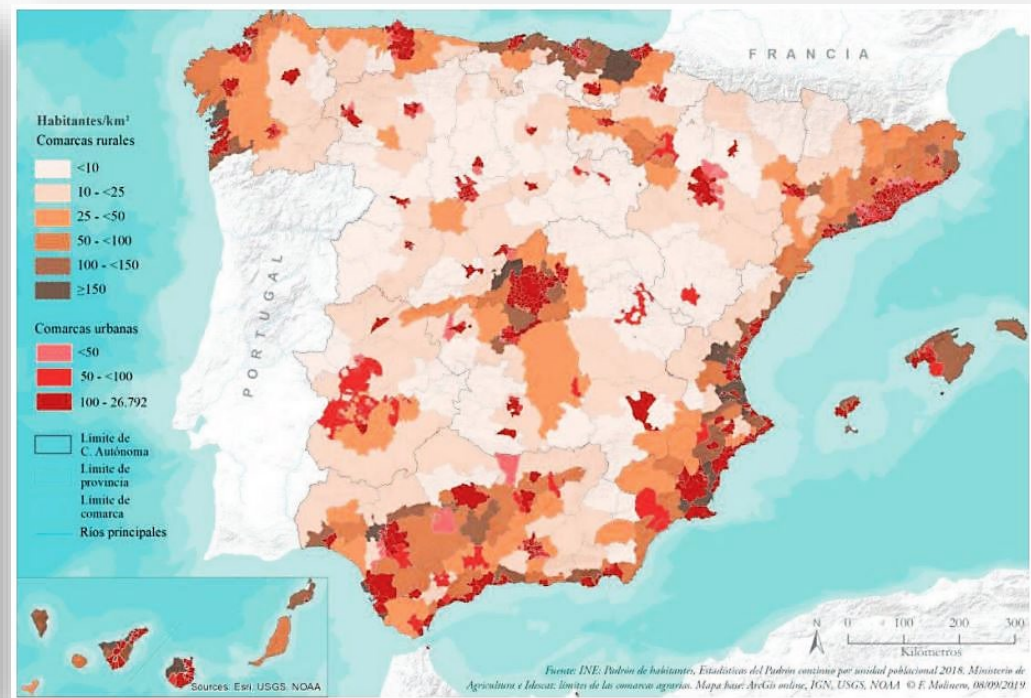 FRANCIA
PORTUGAL
Habitantes/km²
Comarcas rurales
<10
10 - <25
25 - <50
50 - <100
100 - <150
≥150
Comarcas urbanas
<50
50 - <100
100 - 26.792
Límite de
C. Autónoma
Límite de
provincia
Límite de
comarca
Ríos principales
Sources: Esri, USGS, NOAA
N
0 100 200 300
Kilómetros
Fuente: INE: Padrón de habitantes, Estadísticas del Padrón continuo por unidad poblacional 2018. Ministerio de
Agricultura e Idescat: límites de las comarcas agrarias. Mapa base: ArcGis online, IGN, USGS, NOAA © F. Molinero, 08/09/2019